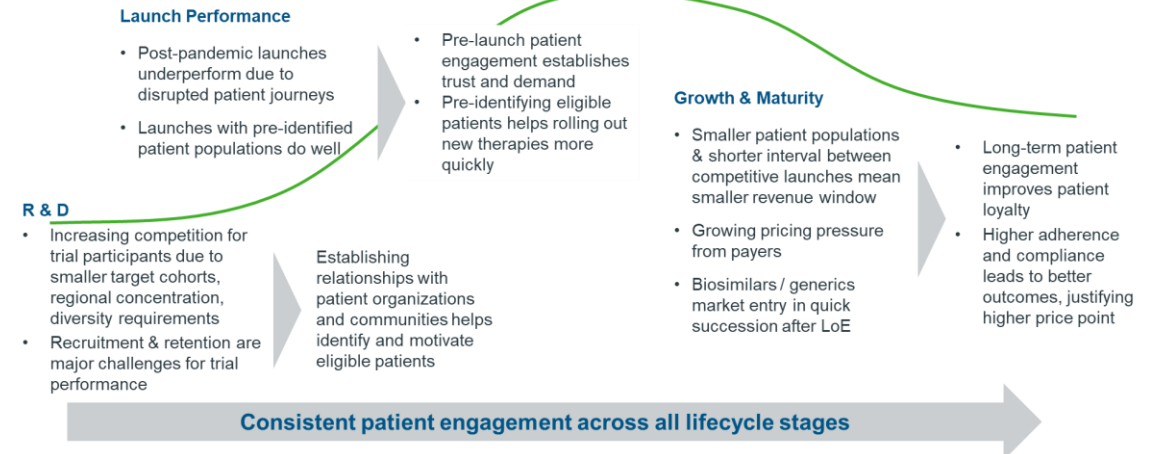 Launch Performance
• Post-pandemic launches
underperform due to
disrupted patient journeys
• Launches with pre-identified
patient populations do well
• Pre-launch patient
engagement establishes
trust and demand
• Pre-identifying eligible
patients helps rolling out
new therapies more
quickly
R & D
• Increasing competition for
trial participants due to
smaller target cohorts,
regional concentration,
diversity requirements
• Recruitment & retention are
major challenges for trial
performance
Establishing
relationships with
patient organizations
and communities helps
identify and motivate
eligible patients
Growth & Maturity
• Smaller patient populations
& shorter interval between
competitive launches mean
smaller revenue window
• Growing pricing pressure
from payers
• Biosimilars / generics
market entry in quick
succession after LoE
• Long-term patient
engagement
improves patient
loyalty
• Higher adherence
and compliance
leads to better
outcomes, justifying
higher price point
Consistent patient engagement across all lifecycle stages